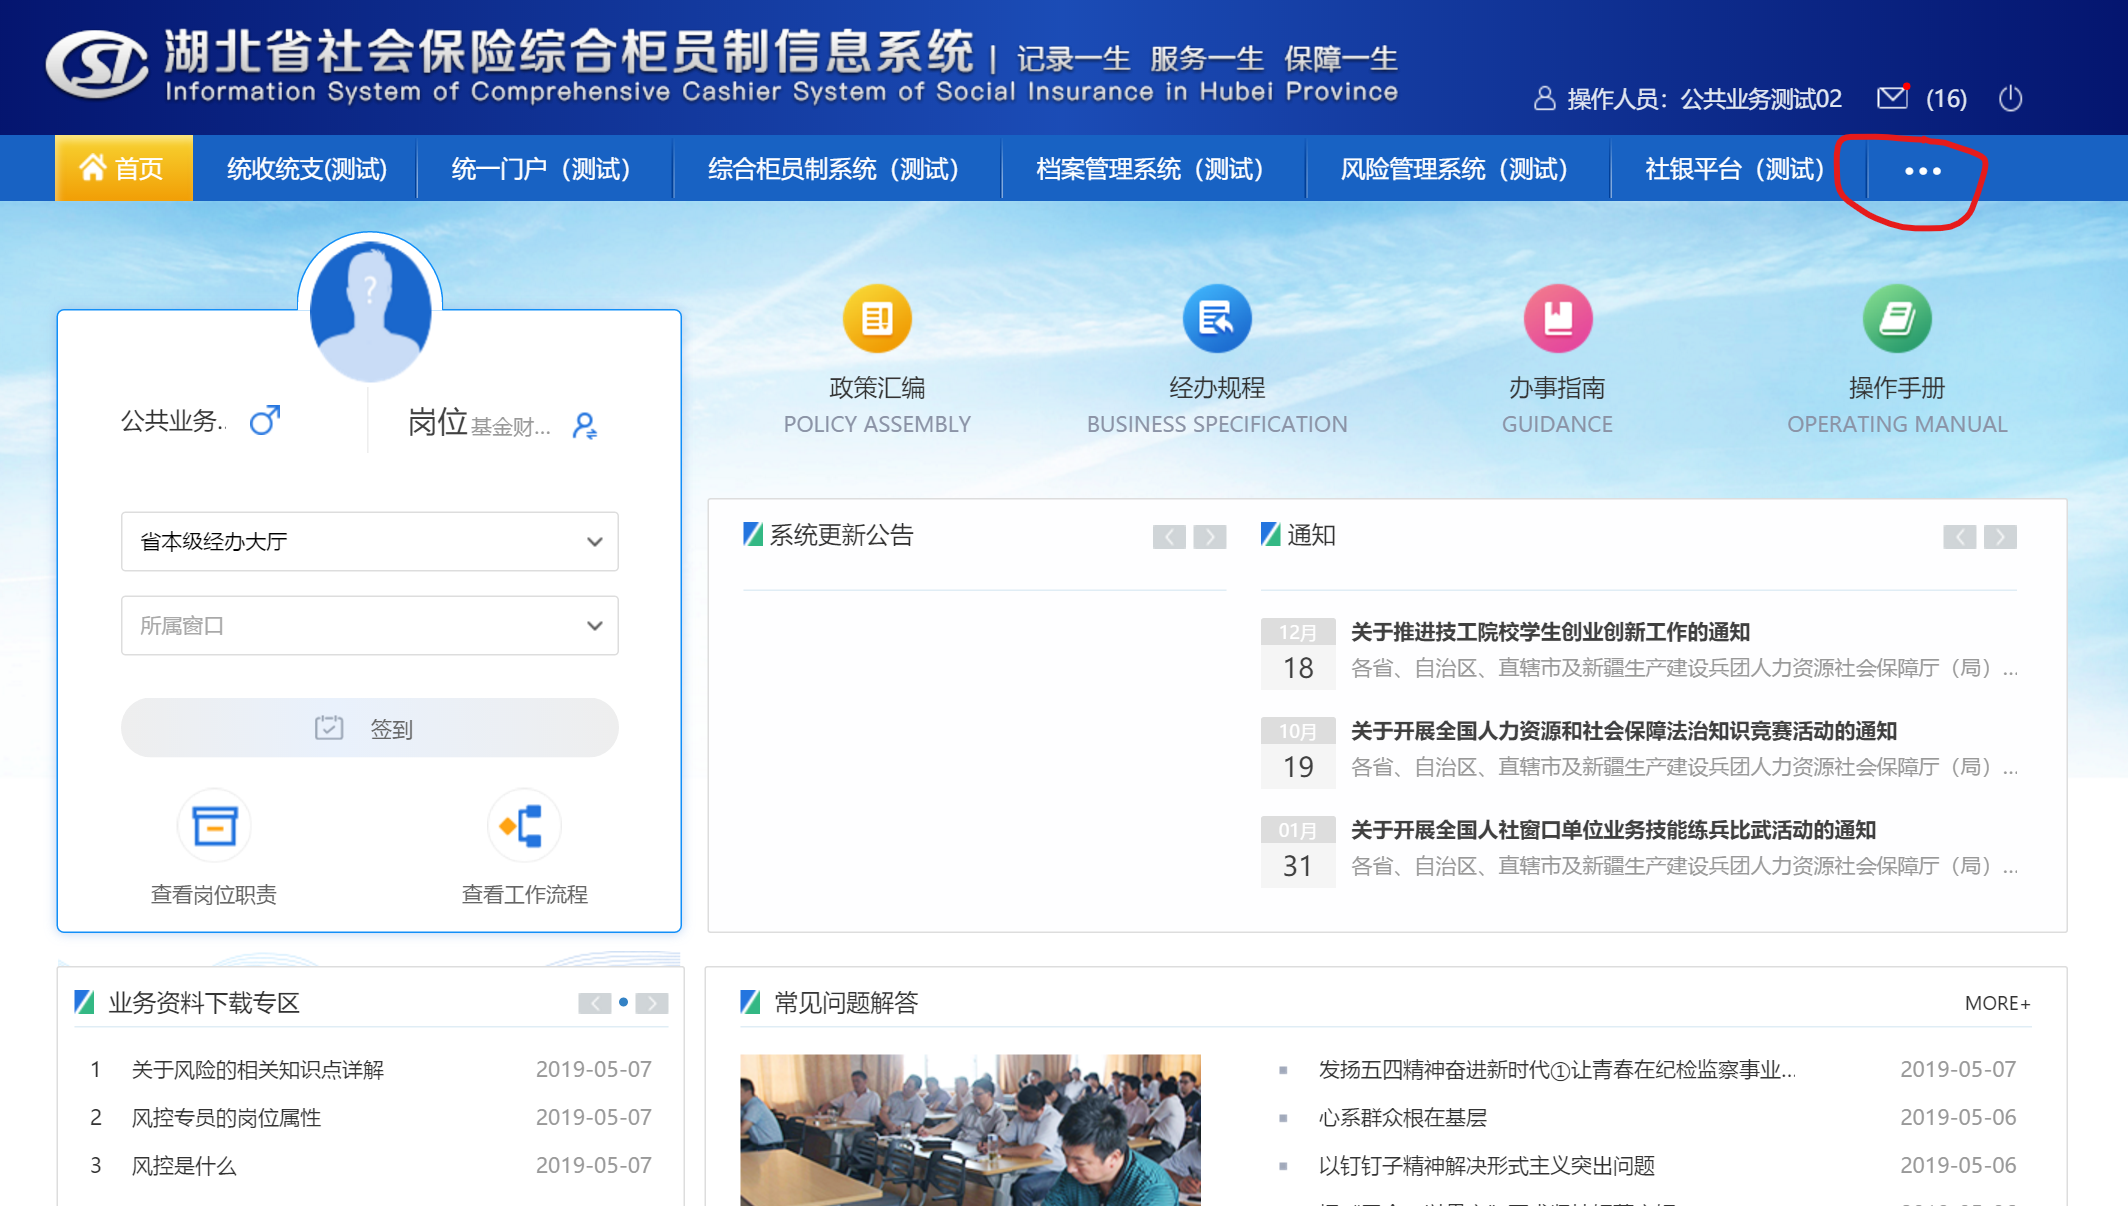 湖北省社会保险综合柜员制信息系统 | 记录一生 服务一生 保障一生
Information System of Comprehensive Cashier System of Social Insurance in Hubei Province
操作人员：公共业务测试02 (16)
首页 统收统支(测试) 统一门户（测试） 综合柜员制系统（测试） 档案管理系统（测试） 风险管理系统（测试） 社银平台（测试） •••
公共业务.. 岗位 基金财...
省本级经办大厅
所属窗口
签到
查看岗位职责 查看工作流程
政策汇编 经办规程 办事指南 操作手册
POLICY ASSEMBLY BUSINESS SPECIFICATION GUIDANCE OPERATING MANUAL
系统更新公告
通知
12月 关于推进技工院校学生创业创新工作的通知
18 各省、自治区、直辖市及新疆生产建设兵团人力资源社会保障厅（局）...
10月 关于开展全国人力资源和社会保障法治知识竞赛活动的通知
19 各省、自治区、直辖市及新疆生产建设兵团人力资源社会保障厅（局）...
01月 关于开展全国人社窗口单位业务技能练兵比武活动的通知
31 各省、自治区、直辖市及新疆生产建设兵团人力资源社会保障厅（局）...
业务资料下载专区
1 关于风险的相关知识点详解 2019-05-07
2 风控专员的岗位属性 2019-05-07
3 风控是什么 2019-05-07
常见问题解答 MORE+
发扬五四精神奋进新时代①让青春在纪检监察事业... 2019-05-07
心系群众根在基层 2019-05-06
以钉钉子精神解决形式主义突出问题 2019-05-06